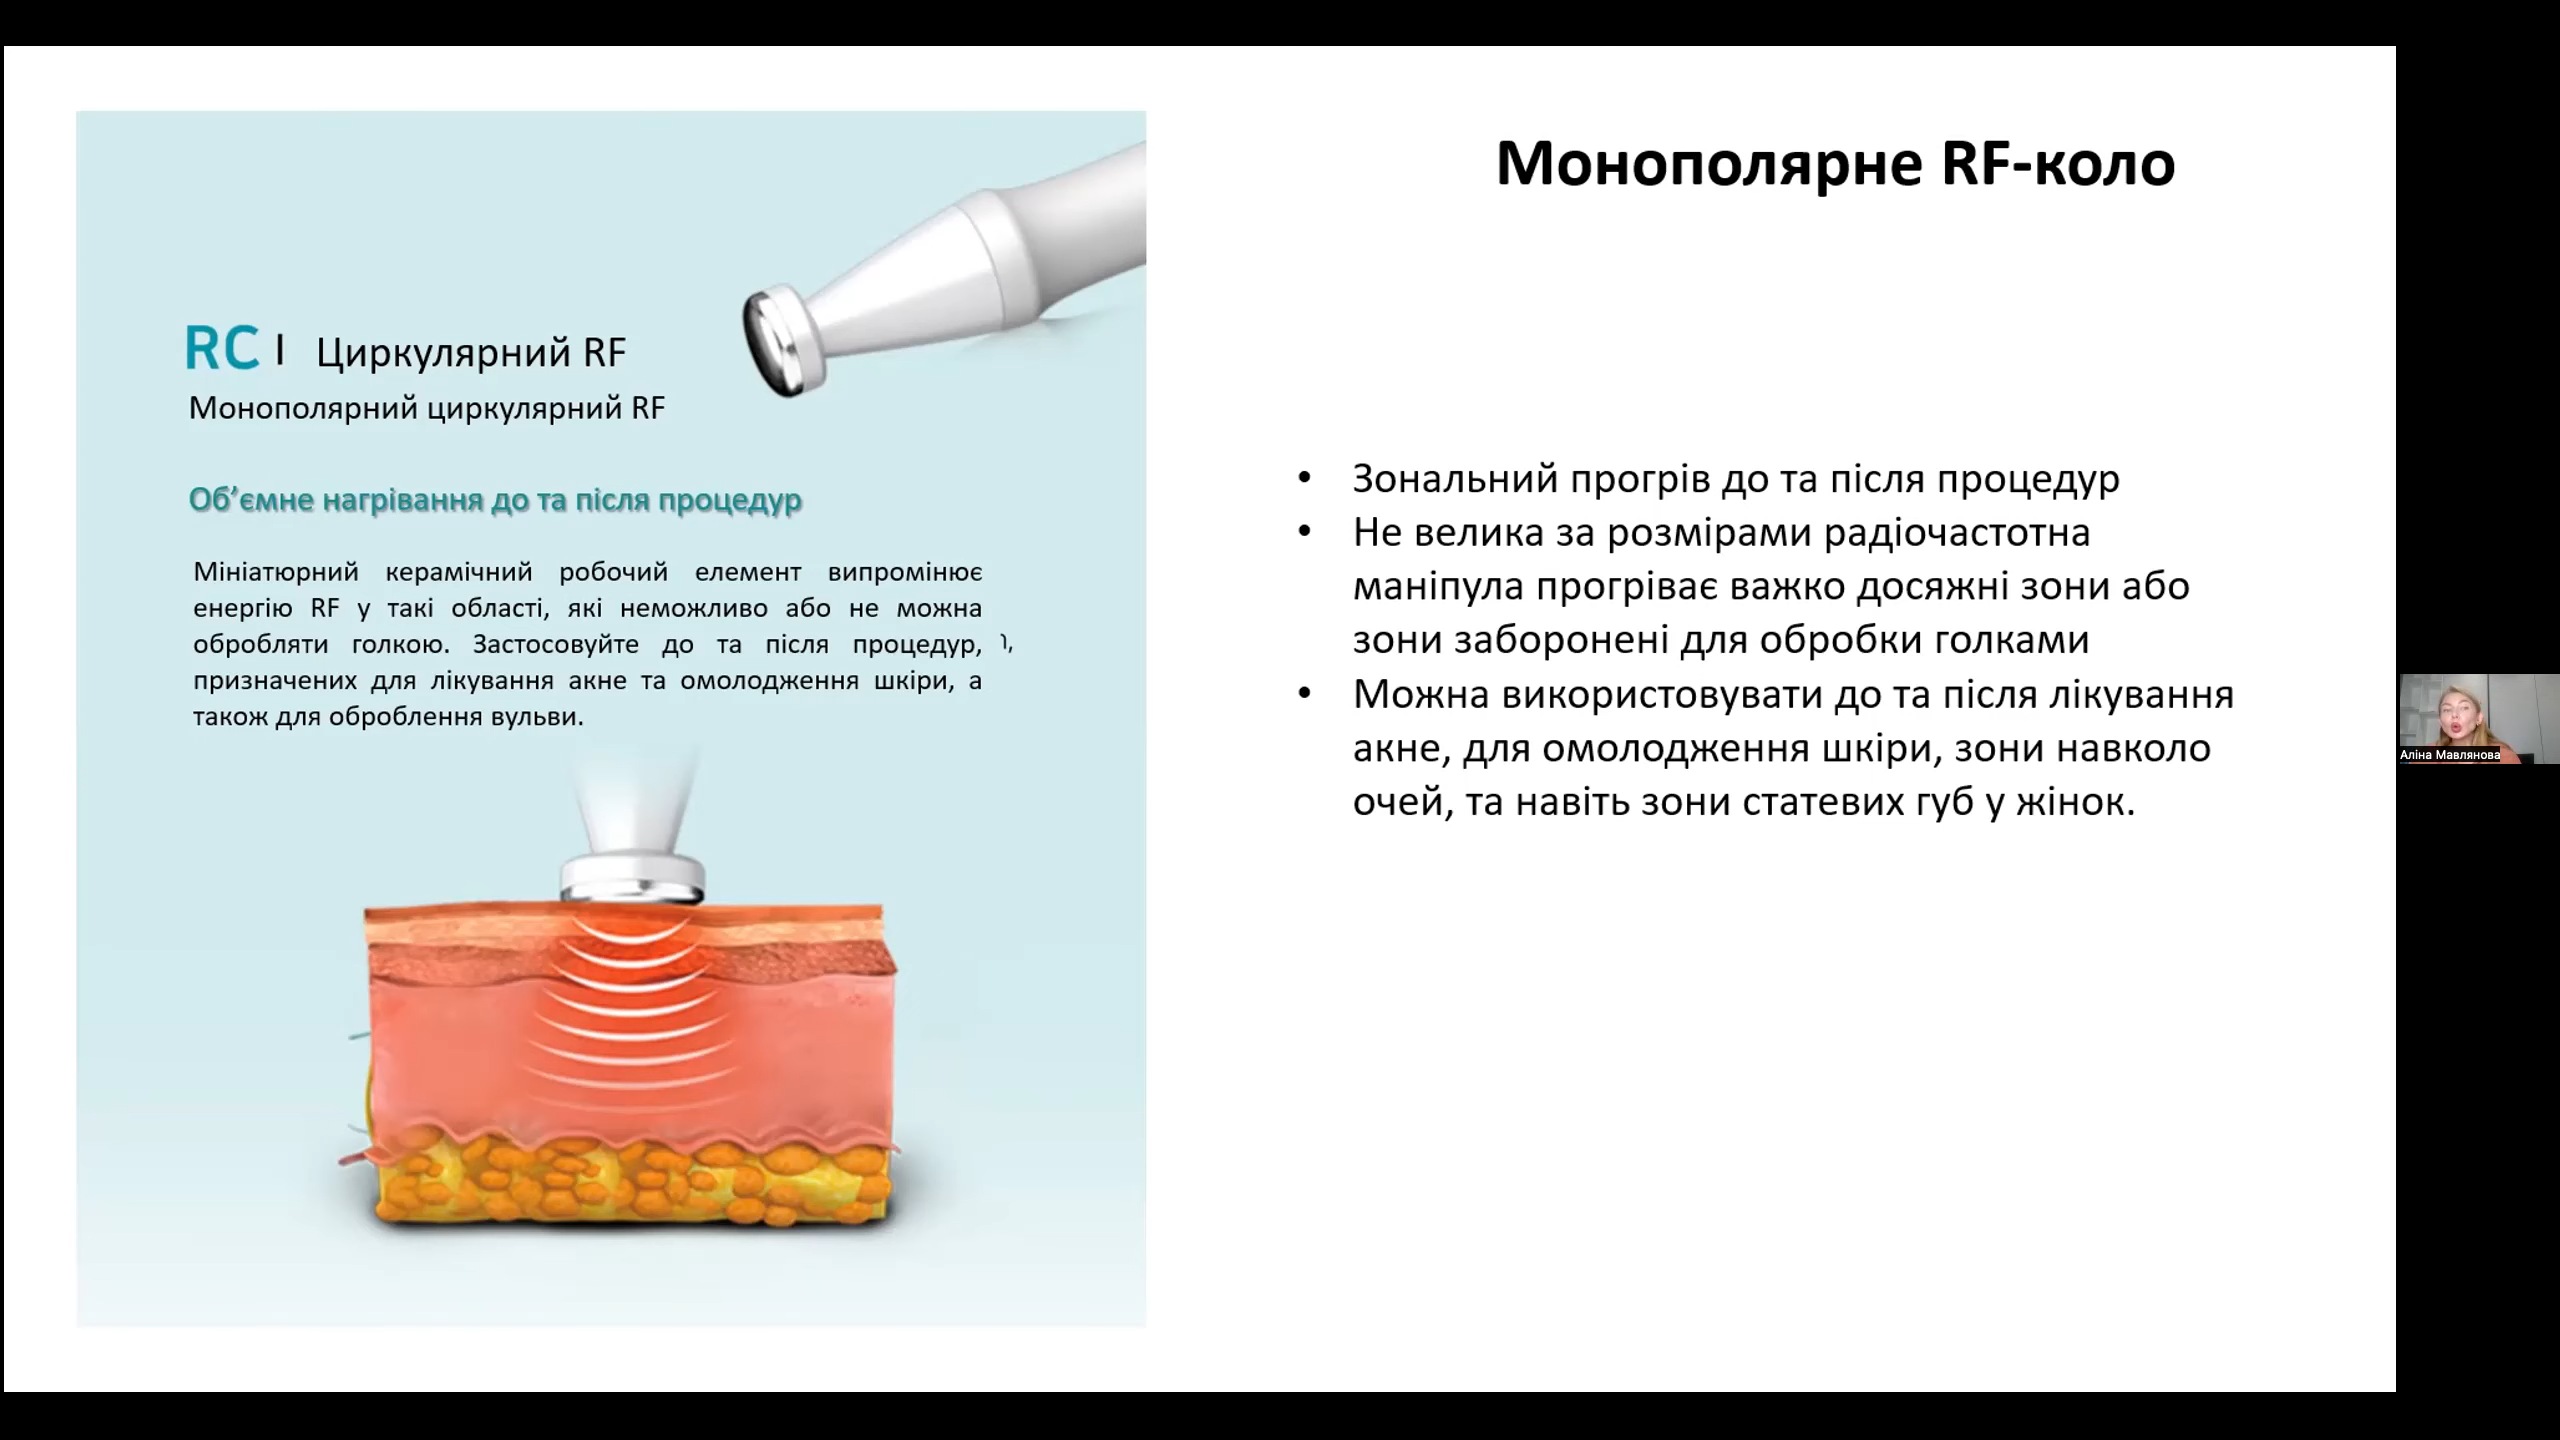 Монополярне RF-коло
RC | Циркулярний RF
Монополярний циркулярний RF
Об’ємне нагрівання до та після процедур
Мініатюрний керамічний робочий елемент випромінює
енергію RF у такі області, які неможливо або не можна
обробляти голкою. Застосовуйте до та після процедур,
призначених для лікування акне та омолодження шкіри, а
також для оброблення вульви.
• Зональний прогрів до та після процедур
• Не велика за розмірами радіочастотна
маніпула прогріває важко досяжні зони або
зони заборонені для обробки голками
• Можна використовувати до та після лікування
акне, для омолодження шкіри, зони навколо
очей, та навіть зони статевих губ у жінок.
Аліна Мавлянова